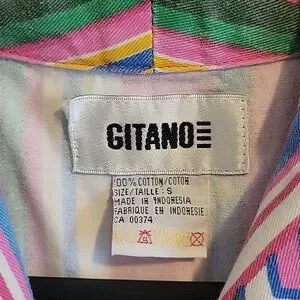 GITANO
100% COTTON/COTON
SIZE/TAILLE: S
MADE IN INDONESIA
FABRIQUE EN INDONESIE
CA 00374